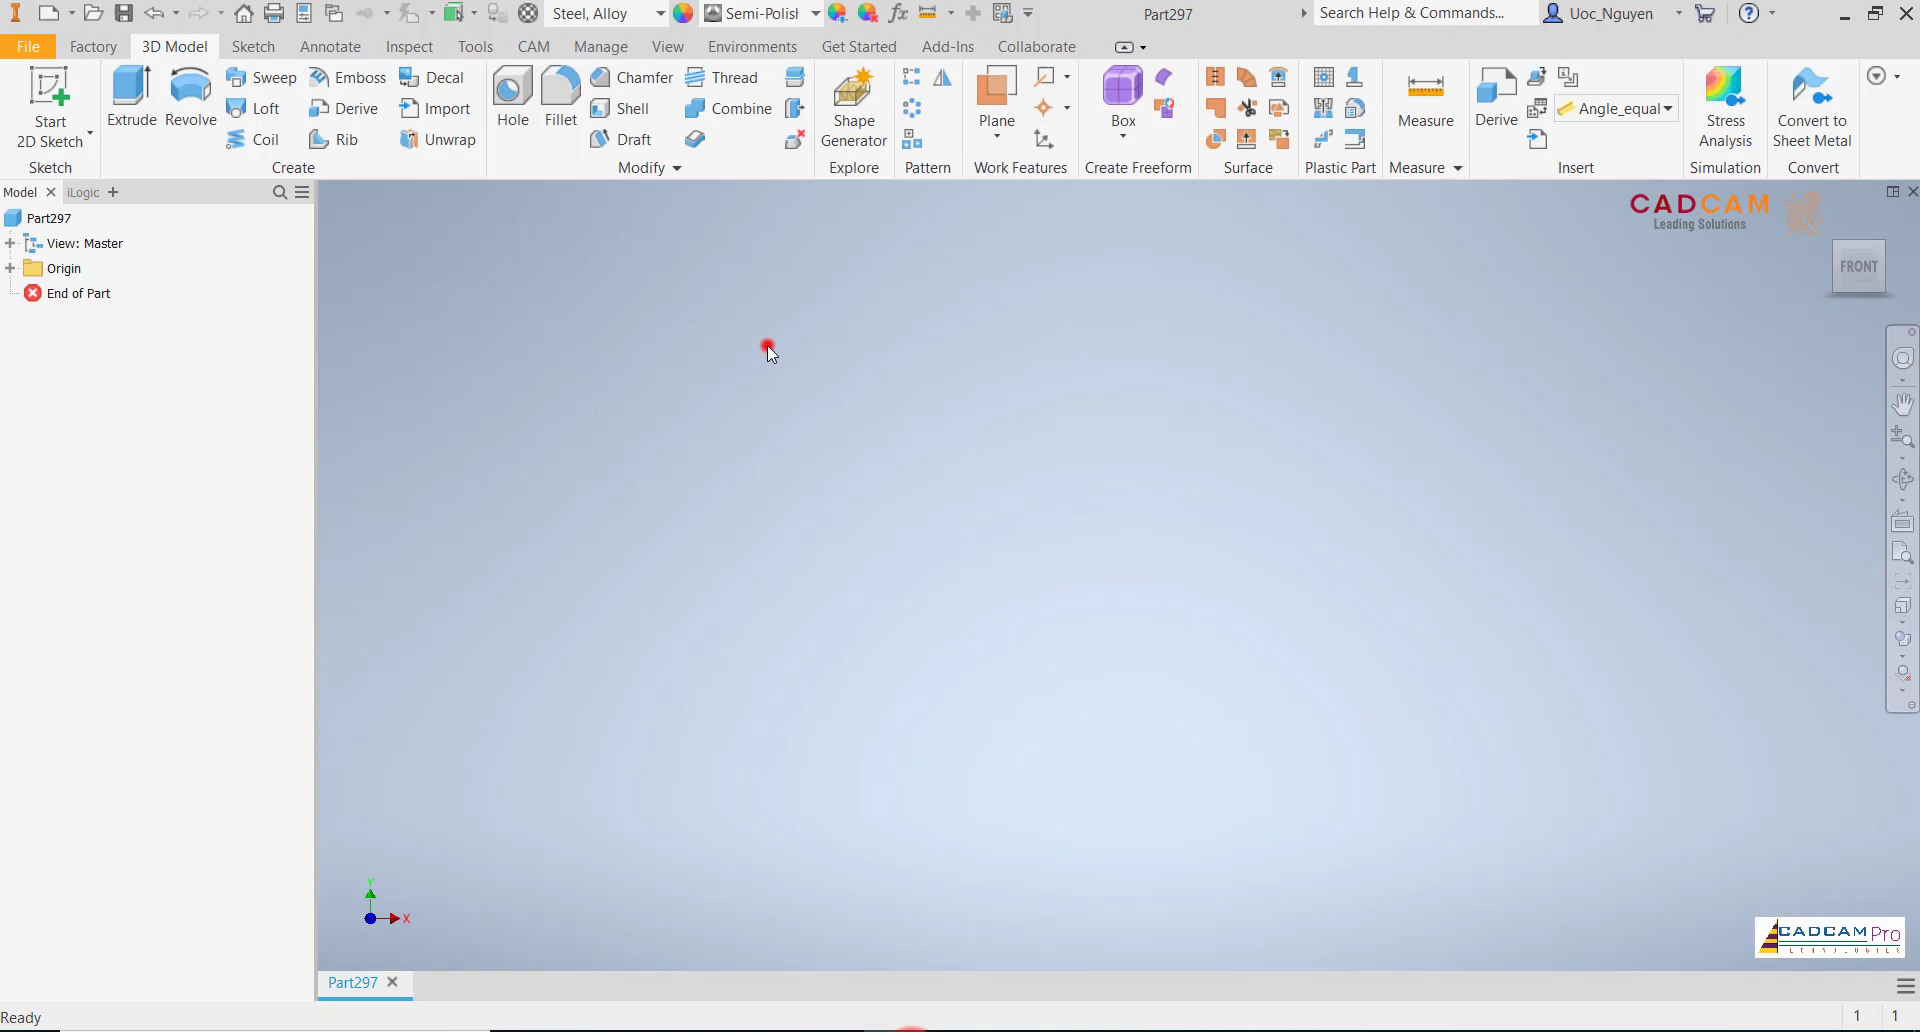 Steel, Alloy
Semi-Polisl
Part297
Search Help & Commands...
Uoc_Nguyen
File
Factory
3D Model
Sketch
Annotate
Inspect
Tools
CAM
Manage
View
Environments
Get Started
Add-Ins
Collaborate
Start
2D Sketch
Sketch
Extrude
Revolve
Sweep
Loft
Coil
Emboss
Derive
Rib
Decal
Import
Unwrap
Create
Hole
Fillet
Chamfer
Shell
Draft
Thread
Combine
Modify
Shape
Generator
Explore
Pattern
Plane
Work Features
Box
Create Freeform
Surface
Plastic Part
Measure
Measure
Derive
Angle_equal
Insert
Stress
Analysis
Simulation
Convert to
Sheet Metal
Convert
Model
iLogic
Part297
View: Master
Origin
End of Part
CADCAM
Leading Solutions
FRONT
Y
X
CADCAM Pro
Part297
Ready
1
1